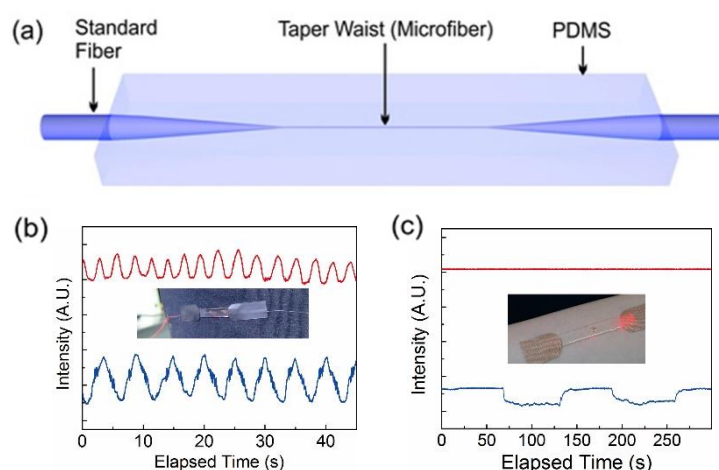 (a)
Standard
Fiber
Taper Waist (Microfiber)
PDMS
(b)
Intensity (A.U.)
0 10 20 30 40
Elapsed Time (s)
(c)
Intensity (A.U.)
0 50 100 150 200 250
Elapsed Time (s)